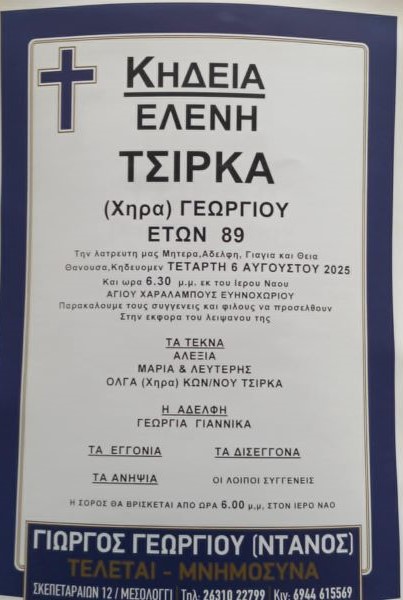 ΚΗΔΕΙΑ
ΕΛΕΝΗ
ΤΣΙΡΚΑ
(Χηρα) ΓΕΩΡΓΙΟΥ
ΕΤΩΝ 89
Την λατρευτη μας Μητερα,Αδελφη, Γιαγια και Θεια
Θανουσα,Κηδευομεν ΤΕΤΑΡΤΗ 6 ΑΥΓΟΥΣΤΟΥ 2025
Και ωρα 6.30 μ.μ. εκ του Ιερου Ναου
ΑΓΙΟΥ ΧΑΡΑΛΑΜΠΟΥΣ ΕΥΗΝΟΧΩΡΙΟΥ
Παρακαλουμε τους συγγενεις και φιλους να προσελθουν
Στην εκφορα του λειψανου της
ΤΑ ΤΕΚΝΑ
ΑΛΕΞΙΑ
ΜΑΡΙΑ & ΛΕΥΤΕΡΗΣ
ΟΛΓΑ (Χηρα) ΚΩΝ/ΝΟΥ ΤΣΙΡΚΑ
Η ΑΔΕΛΦΗ
ΓΕΩΡΓΙΑ ΓΙΑΝΝΙΚΑ
ΤΑ ΕΓΓΟΝΙΑ ΤΑ ΔΙΣΕΓΓΟΝΑ
ΤΑ ΑΝΗΨΙΑ ΟΙ ΛΟΙΠΟΙ ΣΥΓΓΕΝΕΙΣ
Η ΣΟΡΟΣ ΘΑ ΒΡΙΣΚΕΤΑΙ ΑΠΟ ΩΡΑ 6.00 μ.μ, ΣΤΟΝ ΙΕΡΟ ΝΑΟ
ΓΙΩΡΓΟΣ ΓΕΩΡΓΙΟΥ (ΝΤΑΝΟΣ)
ΤΕΛΕΤΑΙ - ΜΝΗΜΟΣΥΝΑ
ΣΚΕΠΕΤΑΡΑΙΩΝ 12 / ΜΕΣΟΛΟΓΓΙ Τηλ: 26310 22799 Κιν: 6944 615569